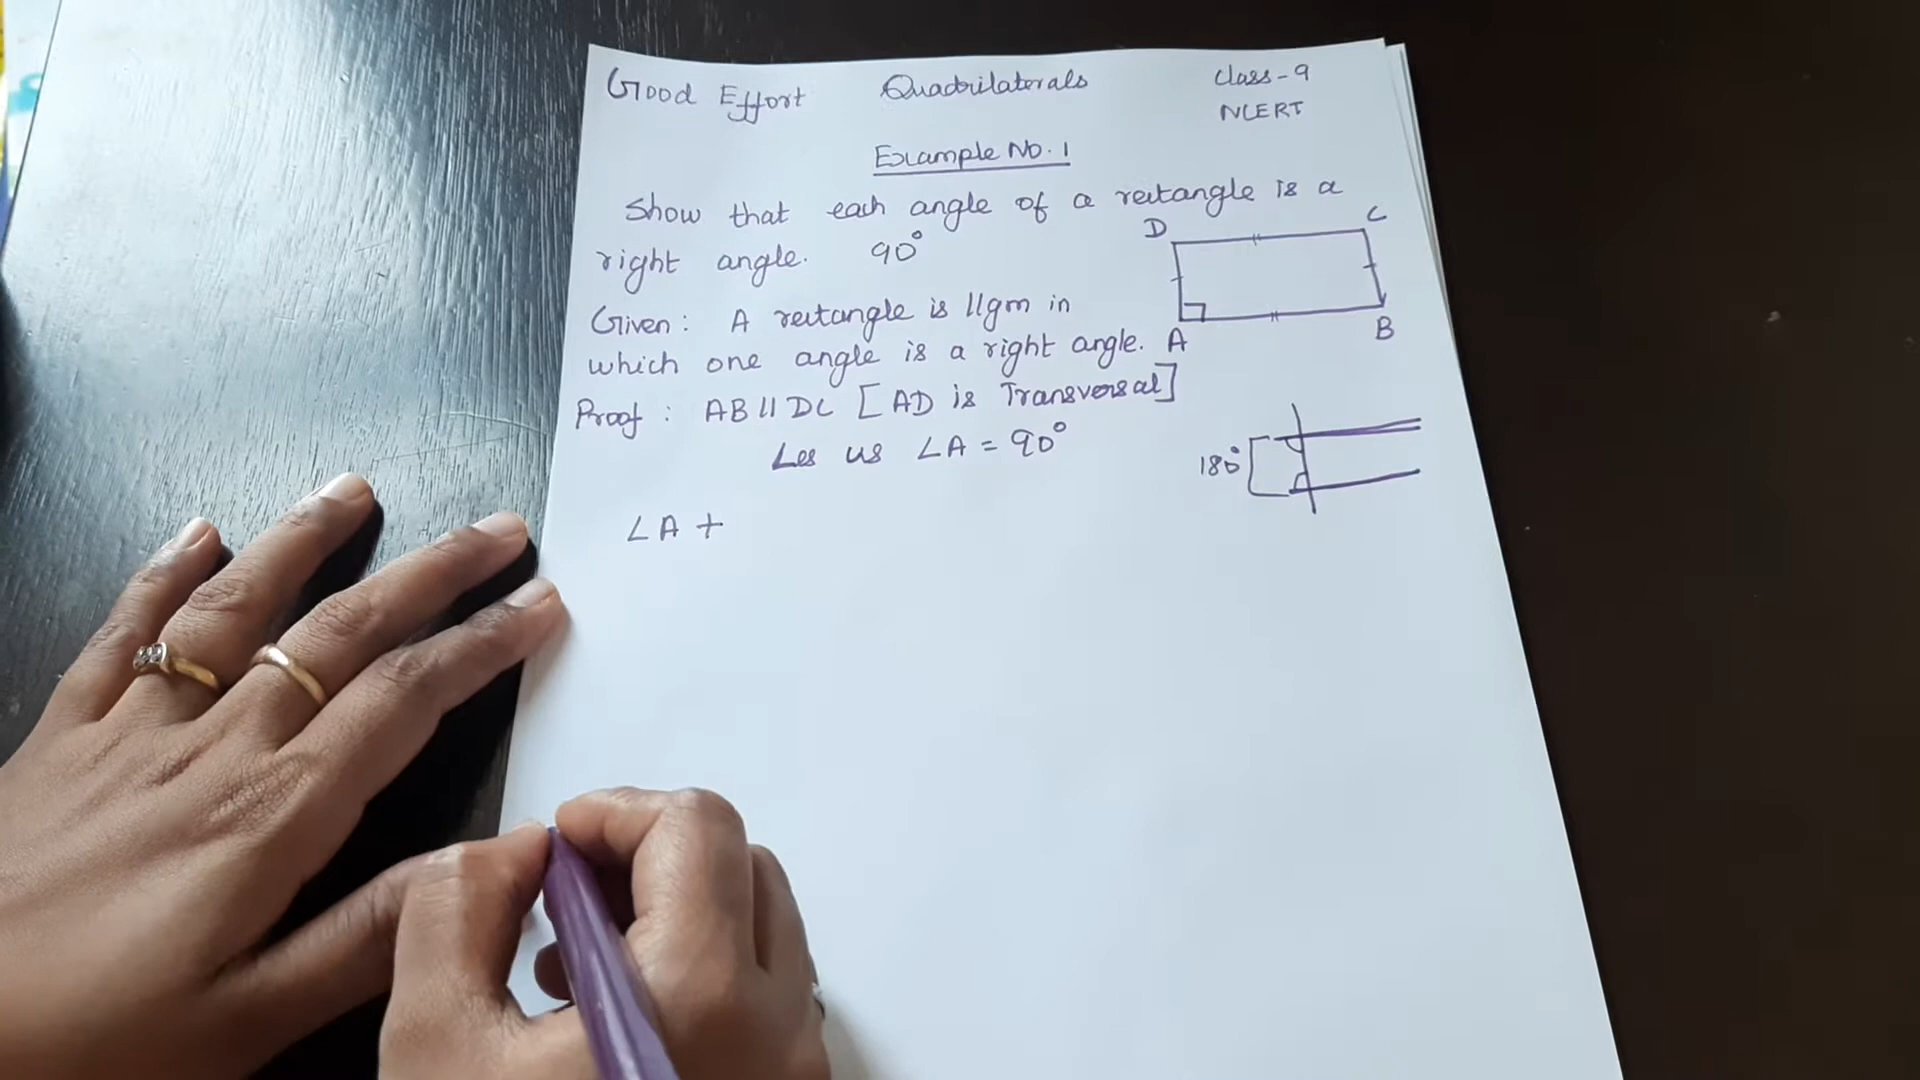 Good Effort Quadrilaterals Class-9
NCERT
Example No. 1
Show that each angle of a rectangle is a
right angle. 90°
D C
Given: A rectangle is llgm in
which one angle is a right angle. A B
Proof: AB ll DC [AD is Transversal]
Les us ∠A = 90°
180°
∠A +